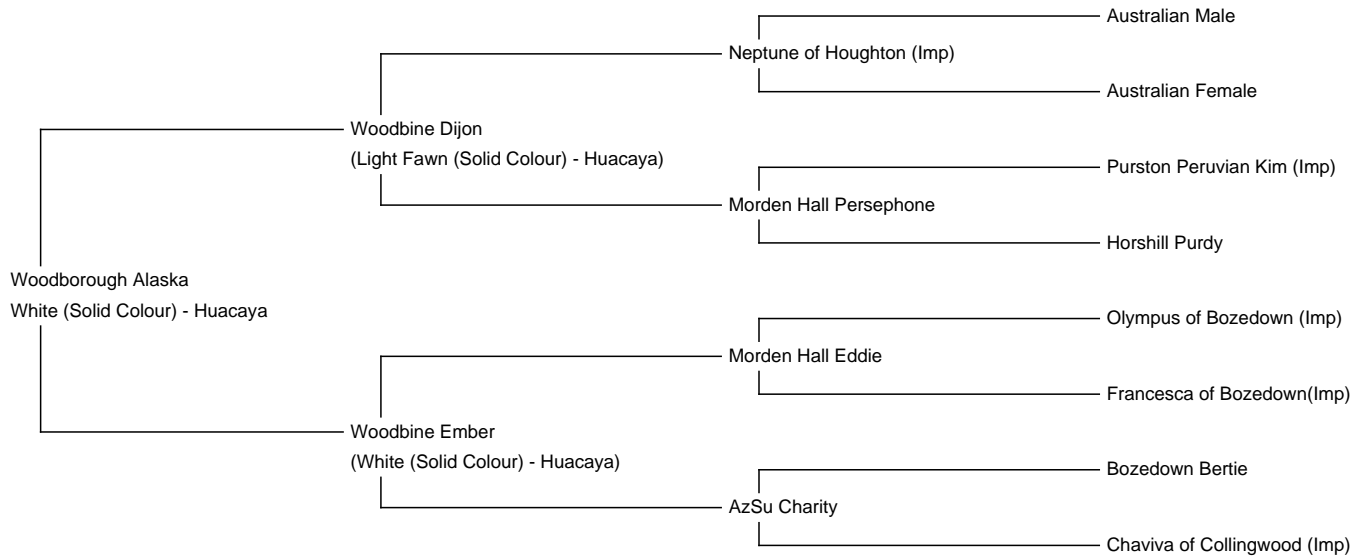 Australian Male
Neptune of Houghton (Imp)
Australian Female
Woodbine Dijon
(Light Fawn (Solid Colour) - Huacaya)
Purston Peruvian Kim (Imp)
Morden Hall Persephone
Horshill Purdy
Woodborough Alaska
White (Solid Colour) - Huacaya
Olympus of Bozedown (Imp)
Morden Hall Eddie
Francesca of Bozedown(Imp)
Woodbine Ember
(White (Solid Colour) - Huacaya)
Bozedown Bertie
AzSu Charity
Chaviva of Collingwood (Imp)